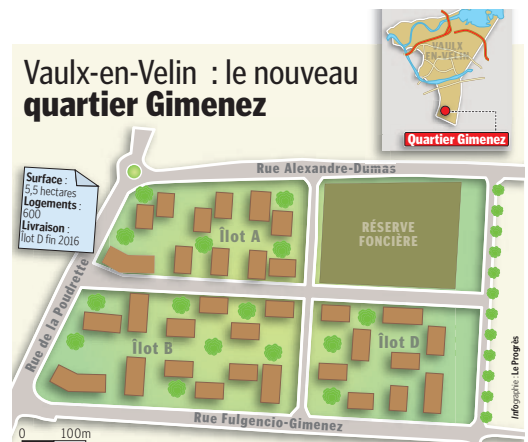 Vaulx-en-Velin : le nouveau
quartier Gimenez
VAULX
EN-VELIN
Quartier Gimenez
Surface :
5,5 hectares
Logements :
600
Livraison :
îlot D fin 2016
Rue Alexandre-Dumas
Îlot A
RÉSERVE
FONCIÈRE
Rue de la Poudrette
Îlot B
Îlot D
Rue Fulgencio-Gimenez
0 100m
Infographie : Le Progrès